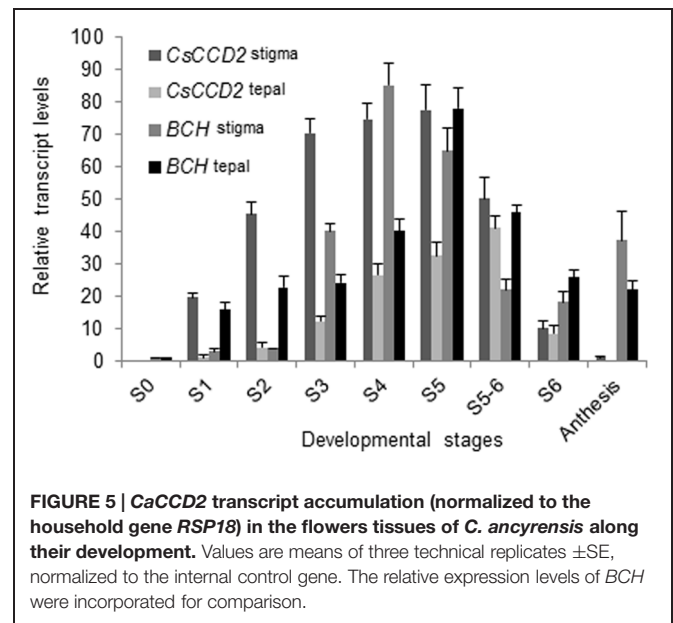 100
90
80
70
60
50
40
30
20
10
0
Relative transcript levels
CsCCD2 stigma
CsCCD2 tepal
BCH stigma
BCH tepal
S0
S1
S2
S3
S4
S5
S5-6
S6
Anthesis
Developmental stages
FIGURE 5 | CaCCD2 transcript accumulation (normalized to the
household gene RSP18) in the flowers tissues of C. ancyrensis along
their development. Values are means of three technical replicates ±SE,
normalized to the internal control gene. The relative expression levels of BCH
were incorporated for comparison.